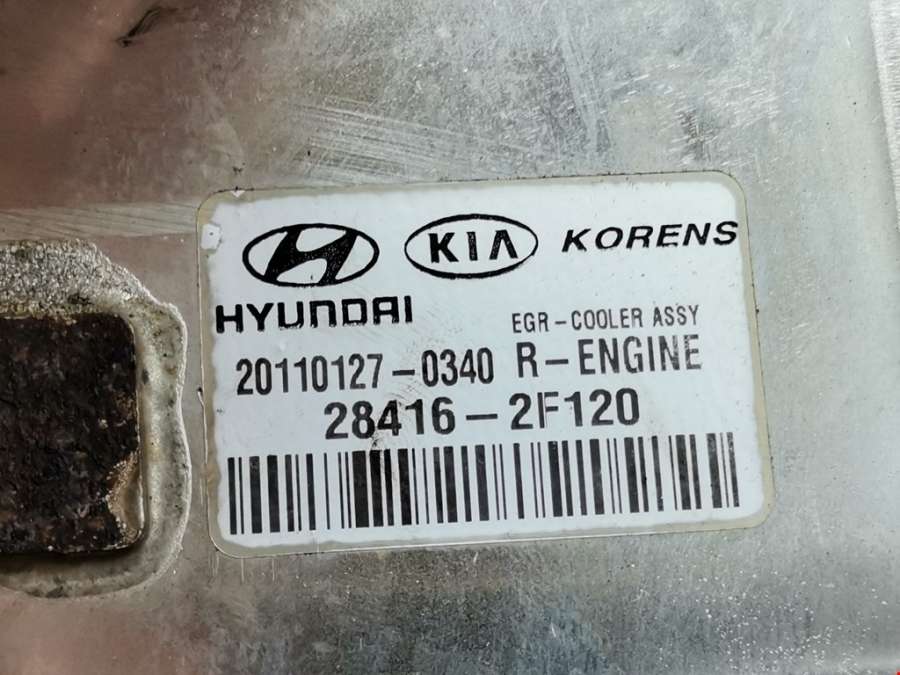 KIA KORENS
HYUNDAI
EGR-COOLER ASSY
20110127-0340 R-ENGINE
28416-2F120